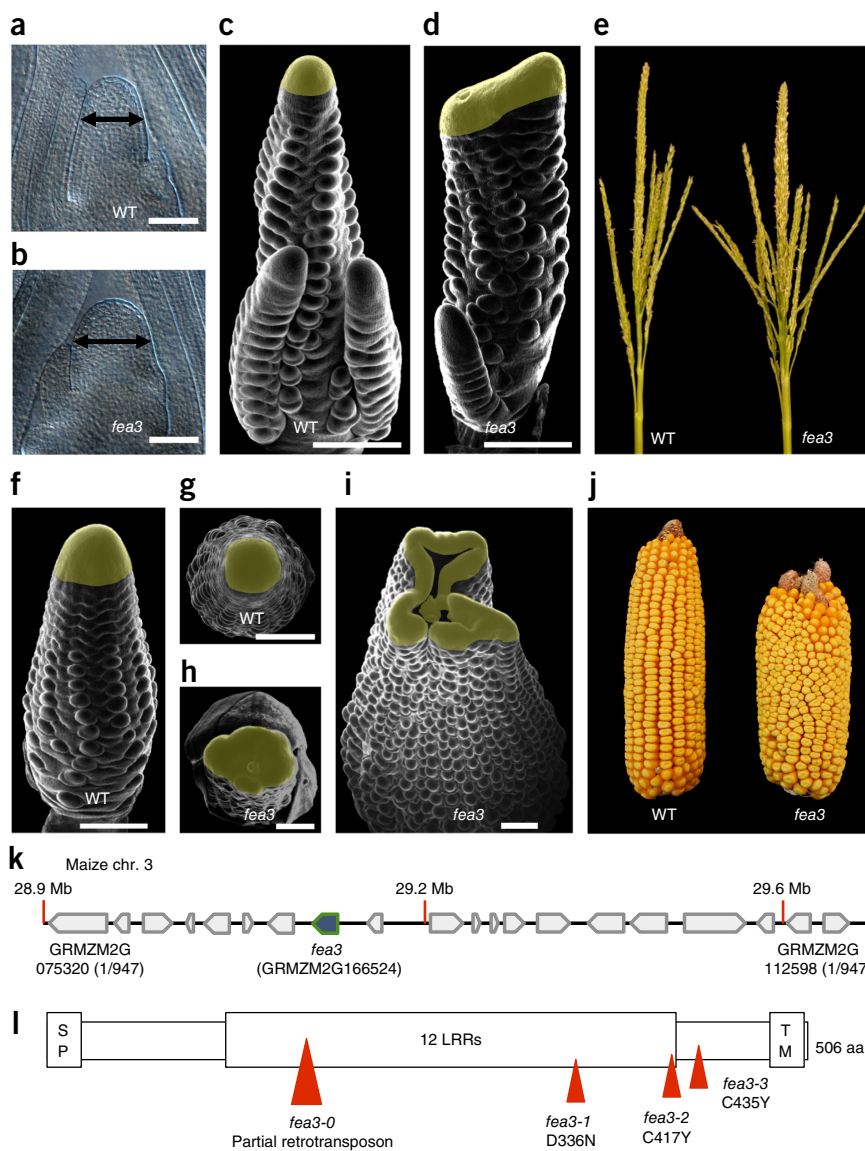 a
WT
b
fea3
c
WT
d
fea3
e
WT
fea3
f
WT
g
WT
h
fea3
i
fea3
j
WT
fea3
k
Maize chr. 3
28.9 Mb
29.2 Mb
29.6 Mb
GRMZM2G
075320 (1/947)
fea3
(GRMZM2G166524)
GRMZM2G
112598 (1/947
l
S
P
12 LRRs
T
M
506 aa
fea3-0
Partial retrotransposon
fea3-1
D336N
fea3-2
C417Y
fea3-3
C435Y